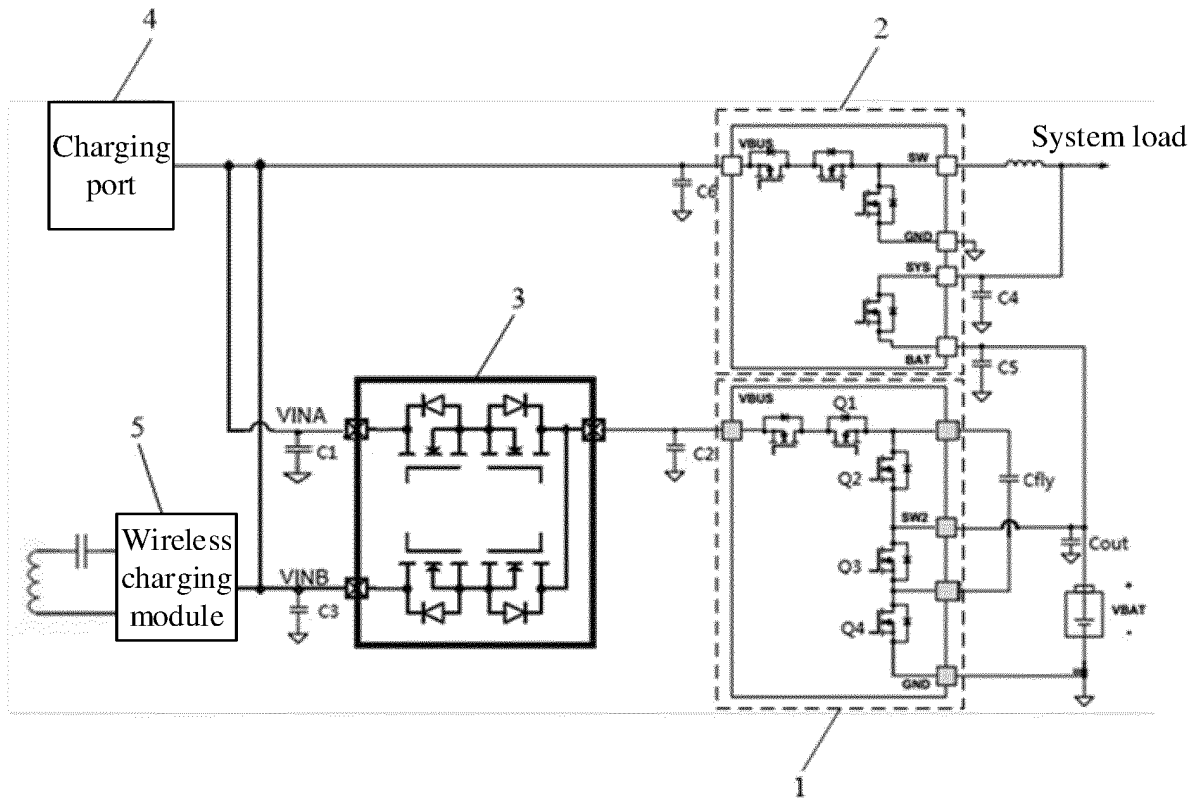 4
2
Charging
port
VBUS
SW
System load
C6
GND
SYS
C4
BAT
C5
3
VINA
C1
5
Wireless
charging
module
VINB
C3
C2
VBUS
Q1
Q2
Cfly
SW2
Cout
Q3
VBAT
Q4
GND
1